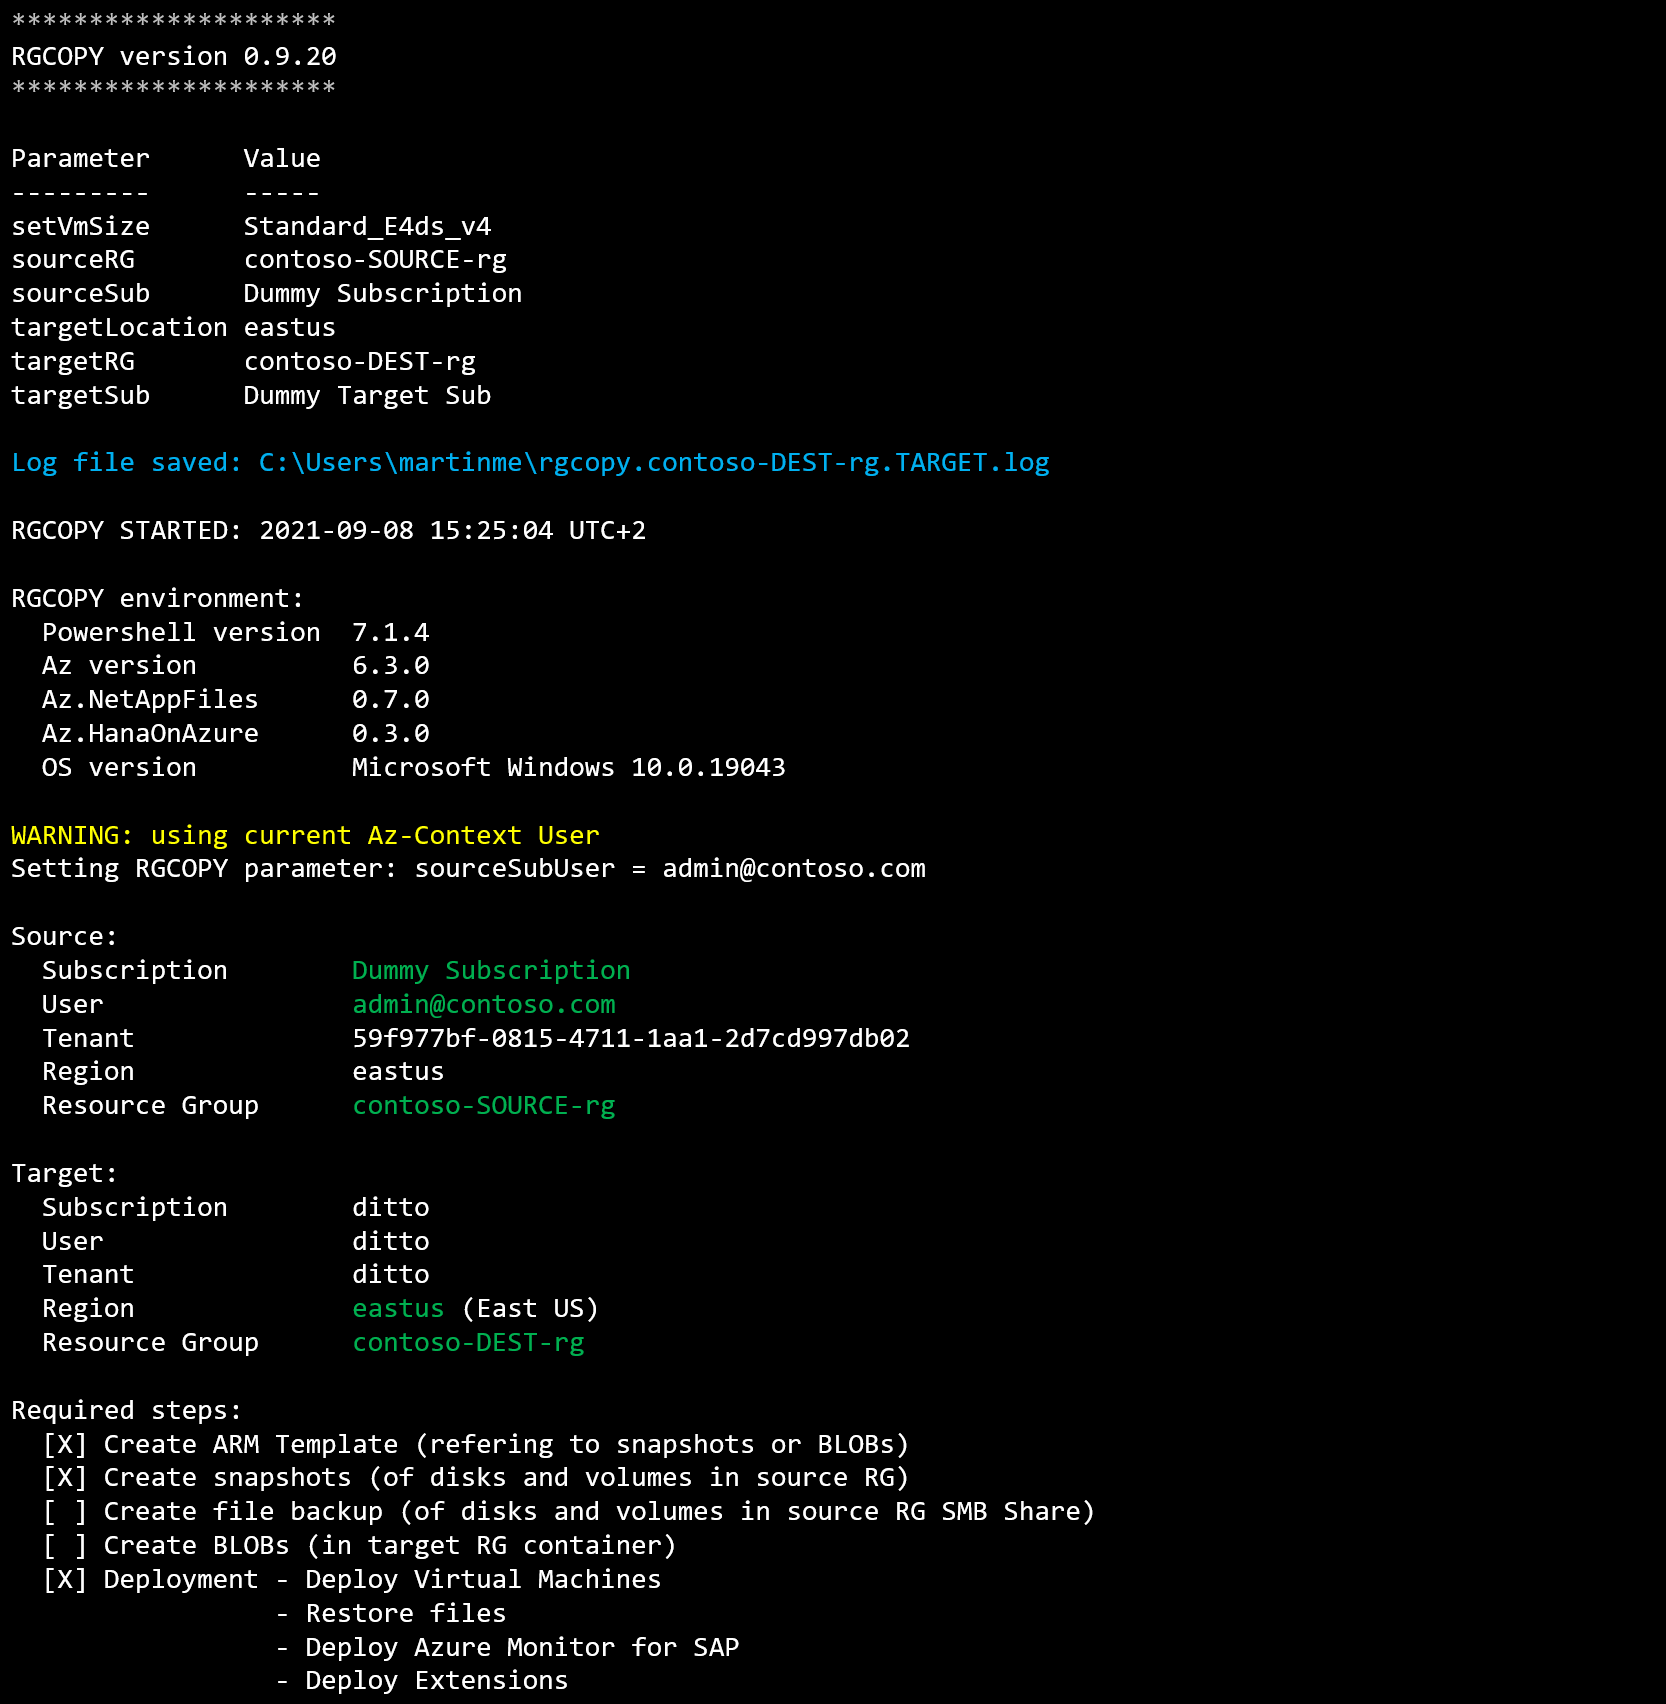 *********************
RGCOPY version 0.9.20
*********************
Parameter      Value
---------      -----
setVmSize      Standard_E4ds_v4
sourceRG       contoso-SOURCE-rg
sourceSub      Dummy Subscription
targetLocation eastus
targetRG       contoso-DEST-rg
targetSub      Dummy Target Sub
Log file saved: C:\Users\martinme\rgcopy.contoso-DEST-rg.TARGET.log
RGCOPY STARTED: 2021-09-08 15:25:04 UTC+2
RGCOPY environment:
  Powershell version  7.1.4
  Az version          6.3.0
  Az.NetAppFiles      0.7.0
  Az.HanaOnAzure      0.3.0
  OS version          Microsoft Windows 10.0.19043
WARNING: using current Az-Context User
Setting RGCOPY parameter: sourceSubUser = admin@contoso.com
Source:
  Subscription        Dummy Subscription
  User                admin@contoso.com
  Tenant              59f977bf-0815-4711-1aa1-2d7cd997db02
  Region              eastus
  Resource Group      contoso-SOURCE-rg
Target:
  Subscription        ditto
  User                ditto
  Tenant              ditto
  Region              eastus (East US)
  Resource Group      contoso-DEST-rg
Required steps:
  [X] Create ARM Template (refering to snapshots or BLOBs)
  [X] Create snapshots (of disks and volumes in source RG)
  [ ] Create file backup (of disks and volumes in source RG SMB Share)
  [ ] Create BLOBs (in target RG container)
  [X] Deployment - Deploy Virtual Machines
                 - Restore files
                 - Deploy Azure Monitor for SAP
                 - Deploy Extensions